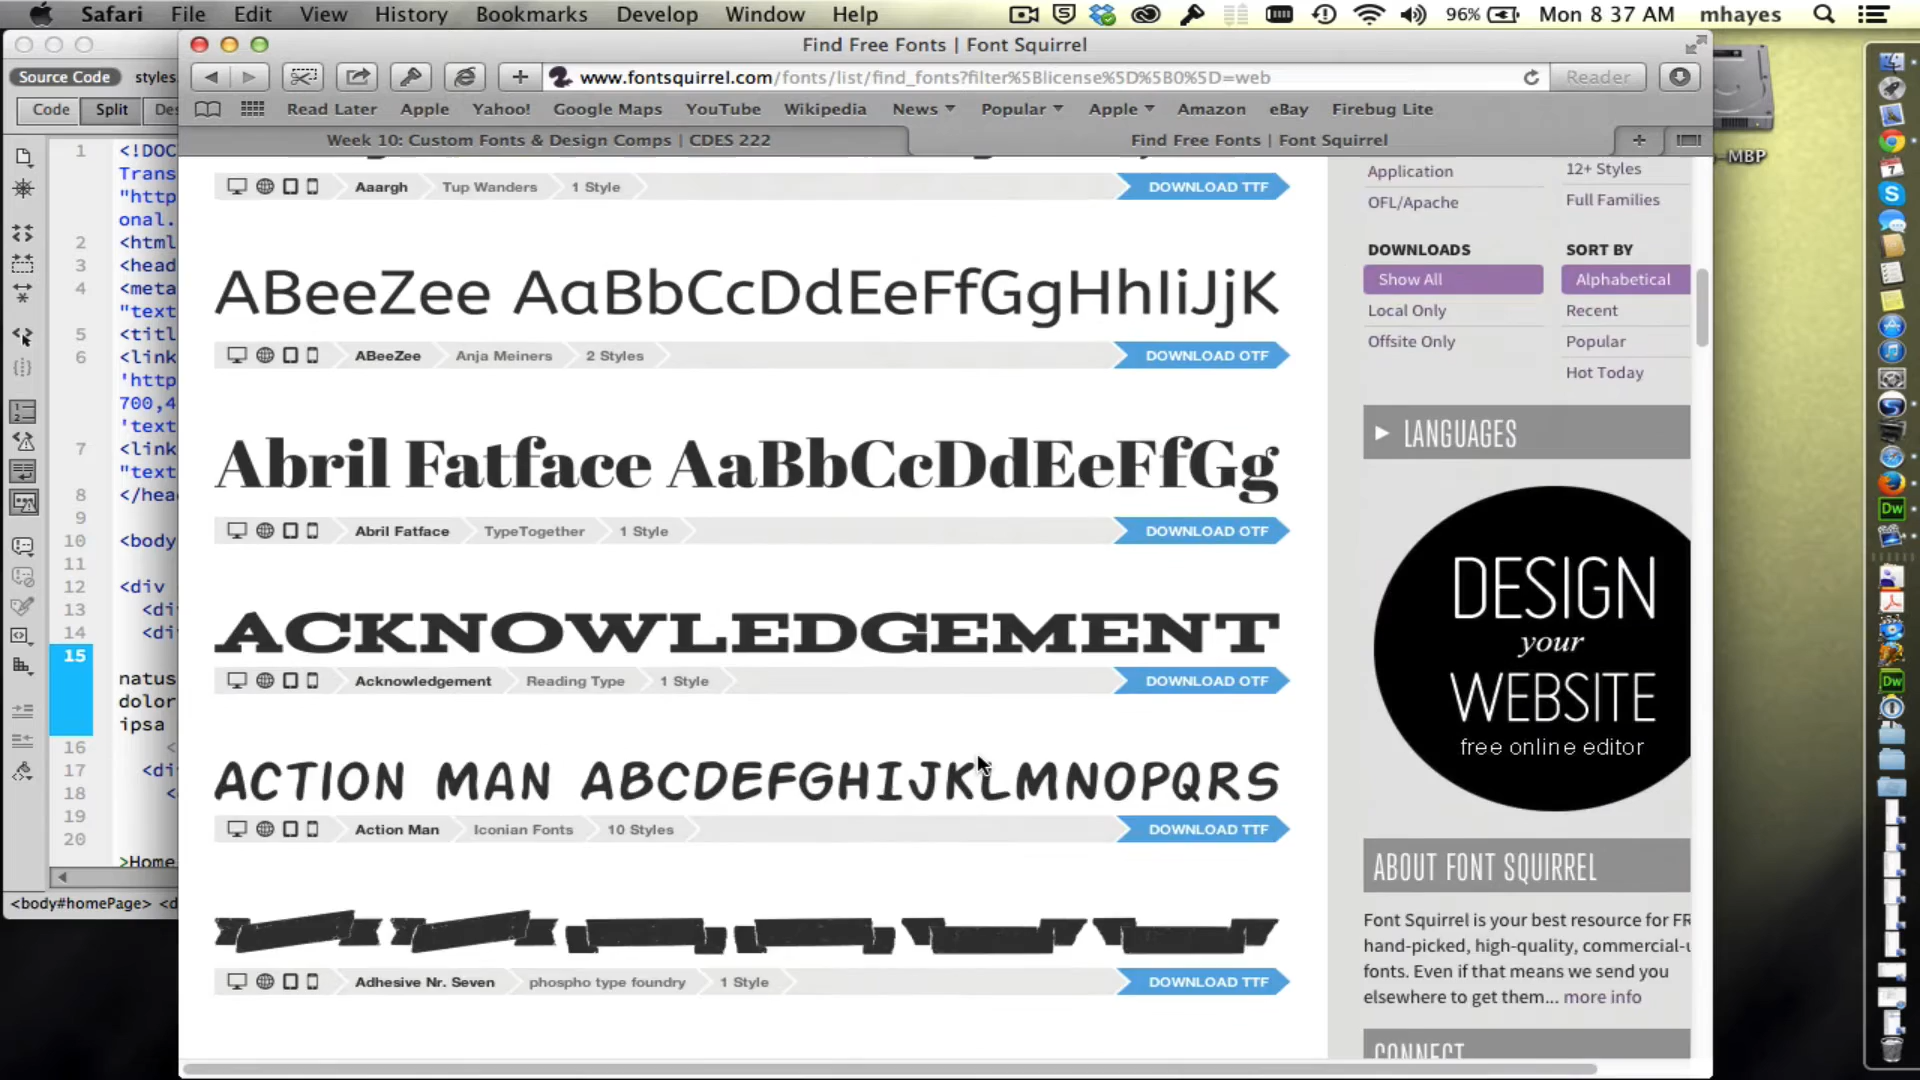 Safari File Edit View History Bookmarks Develop Window Help 96% Mon 8 37 AM mhayes
Find Free Fonts | Font Squirrel
www.fontsquirrel.com/fonts/list/find_fonts?filter%5Blicense%5D%5B0%5D=web Reader
Read Later Apple Yahoo! Google Maps YouTube Wikipedia News Popular Apple Amazon eBay Firebug Lite
Week 10: Custom Fonts & Design Comps | CDES 222 Find Free Fonts | Font Squirrel
Source Code styles.
Code Split Des
1 <!DOC
Trans
"http
onal.
2 <html
3 <head
4 <meta
"text
5 <titl
6 <link
'http
700,4
'text
7 <link
"text
8 </hea
9
10 <body
11
12 <div
13 <di
14 <di
15
natus
dolor
ipsa
16 <
17 <di
18 <
19
20
>Home
<body#homePage> <d
Aaargh Tup Wanders 1 Style DOWNLOAD TTF
ABeeZee AaBbCcDdEeFfGgHhIiJjK
ABeeZee Anja Meiners 2 Styles DOWNLOAD OTF
Abril Fatface AaBbCcDdEeFfGg
Abril Fatface TypeTogether 1 Style DOWNLOAD OTF
ACKNOWLEDGEMENT
Acknowledgement Reading Type 1 Style DOWNLOAD OTF
ACTION MAN ABCDEFGHIJKLMNOPQRS
Action Man Iconian Fonts 10 Styles DOWNLOAD TTF
Adhesive Nr. Seven phospho type foundry 1 Style DOWNLOAD TTF
Application 12+ Styles
OFL/Apache Full Families
DOWNLOADS SORT BY
Show All Alphabetical
Local Only Recent
Offsite Only Popular
Hot Today
LANGUAGES
DESIGN
your
WEBSITE
free online editor
ABOUT FONT SQUIRREL
Font Squirrel is your best resource for FR
hand-picked, high-quality, commercial-u
fonts. Even if that means we send you
elsewhere to get them... more info
CONNECT
-MBP
Dw
Dw